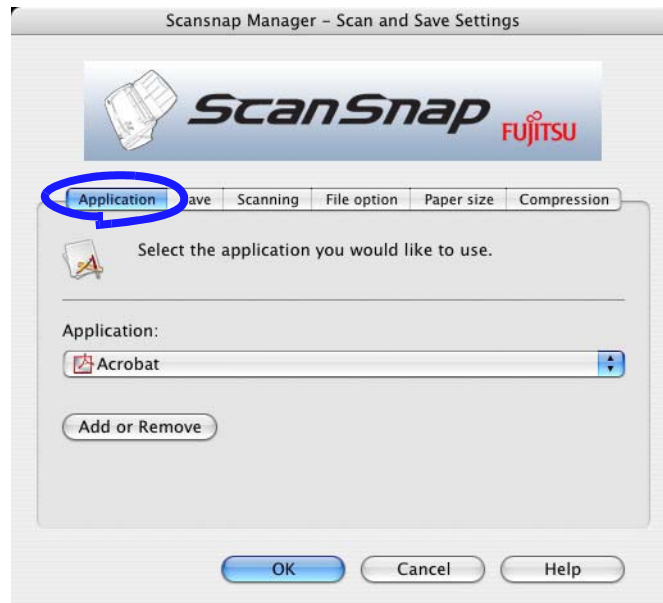 Scansnap Manager – Scan and Save Settings
ScanSnap FUJITSU
Application ave Scanning File option Paper size Compression
Select the application you would like to use.
Application:
Acrobat
Add or Remove
OK Cancel Help